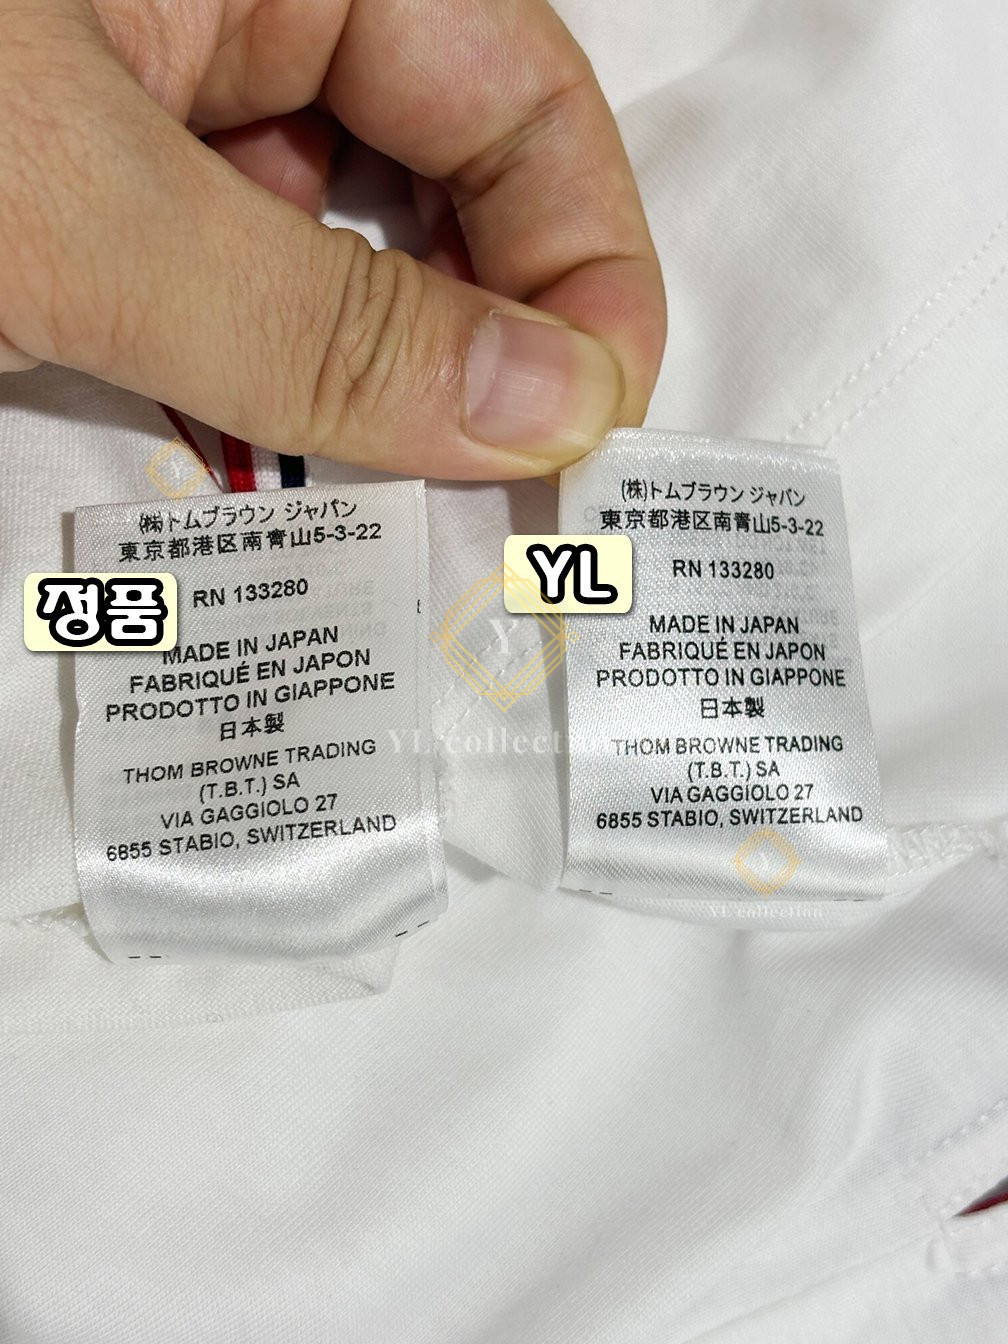 (株)トムブラウン ジャパン
東京都港区南青山5-3-22
정품
RN 133280
MADE IN JAPAN
FABRIQUÉ EN JAPON
PRODOTTO IN GIAPPONE
日本製
THOM BROWNE TRADING
(T.B.T.) SA
VIA GAGGIOLO 27
6855 STABIO, SWITZERLAND
(株)トムブラウン ジャパン
東京都港区南青山5-3-22
YL
RN 133280
MADE IN JAPAN
FABRIQUÉ EN JAPON
PRODOTTO IN GIAPPONE
日本製
THOM BROWNE TRADING
(T.B.T.) SA
VIA GAGGIOLO 27
6855 STABIO, SWITZERLAND
Y
Y
YL collection
Y
YL collection